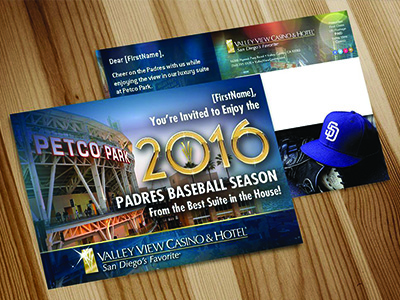 Dear [FirstName],
Cheer on the Padres with us while
enjoying the view in our luxury suite
at Petco Park.
VALLEY VIEW CASINO & HOTEL®
San Diego's Favorite®
SD
[FirstName],
You're Invited to Enjoy the
2016
PADRES BASEBALL SEASON
From the Best Suite in the House!
PETCO PARK
VALLEY VIEW CASINO & HOTEL®
San Diego's Favorite®